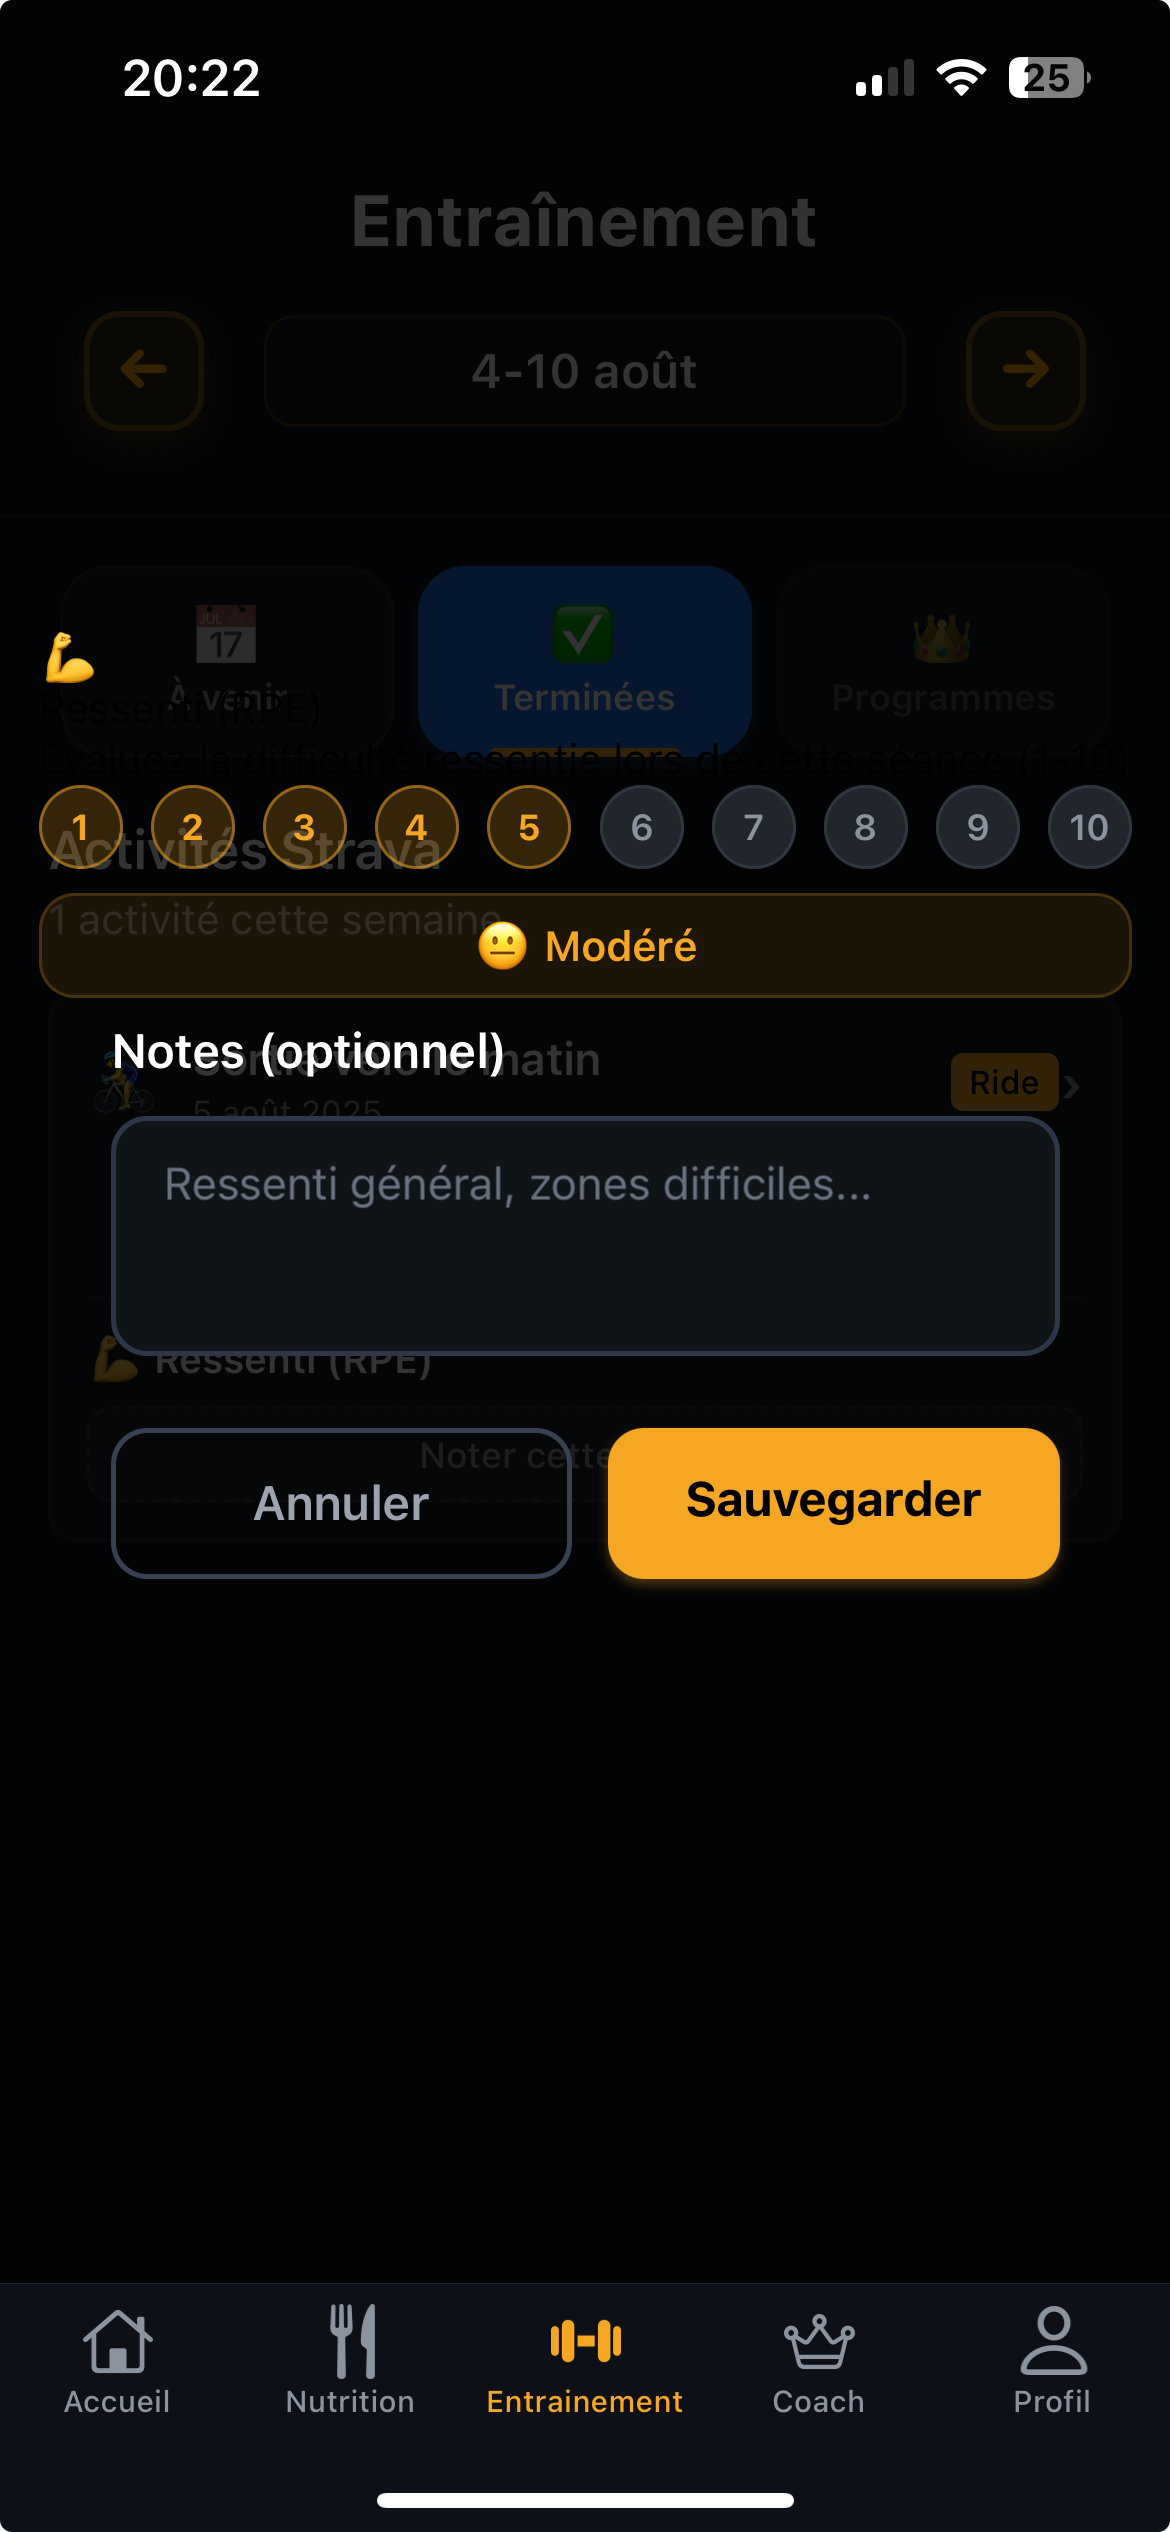 20:22
25
Entraînement
4-10 août
JUL
17
À venir
Terminées
Programmes
Ressenti (RPE)
Évaluez la difficulté ressentie lors de cette séance (1-10)
1 2 3 4 5 6 7 8 9 10
Activités Strava
1 activité cette semaine
Modéré
Notes (optionnel)
Sortie vélo le matin
Ride
5 août 2025
Ressenti général, zones difficiles...
Ressenti (RPE)
Noter cette
Annuler
Sauvegarder
Accueil
Nutrition
Entrainement
Coach
Profil